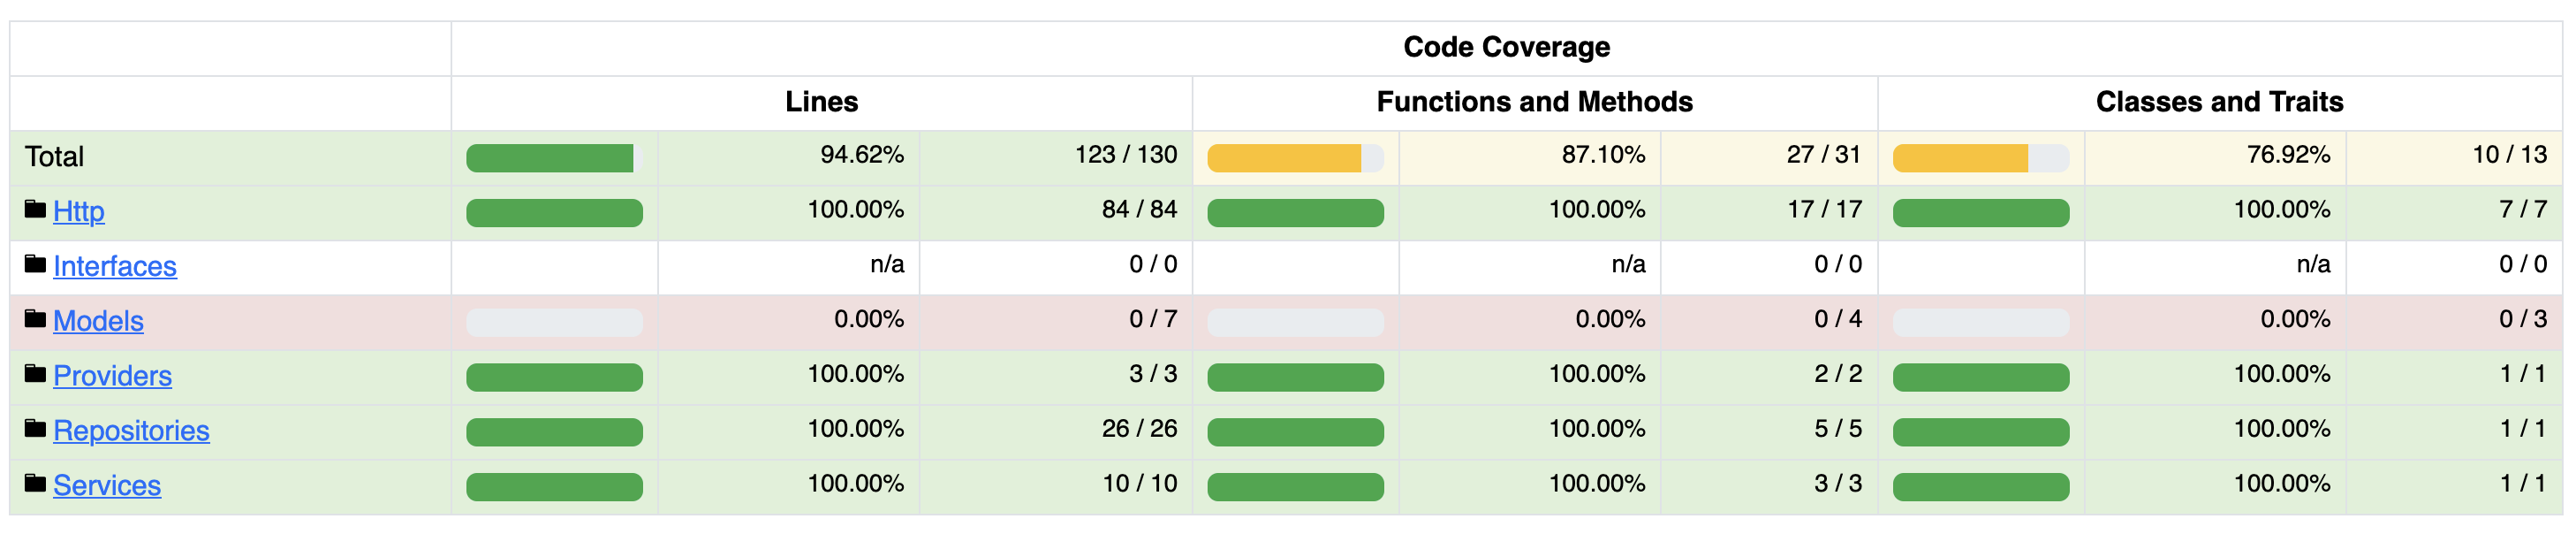 Code Coverage
Lines Functions and Methods Classes and Traits
Total 94.62% 123 / 130 87.10% 27 / 31 76.92% 10 / 13
Http 100.00% 84 / 84 100.00% 17 / 17 100.00% 7 / 7
Interfaces n/a 0 / 0 n/a 0 / 0 n/a 0 / 0
Models 0.00% 0 / 7 0.00% 0 / 4 0.00% 0 / 3
Providers 100.00% 3 / 3 100.00% 2 / 2 100.00% 1 / 1
Repositories 100.00% 26 / 26 100.00% 5 / 5 100.00% 1 / 1
Services 100.00% 10 / 10 100.00% 3 / 3 100.00% 1 / 1